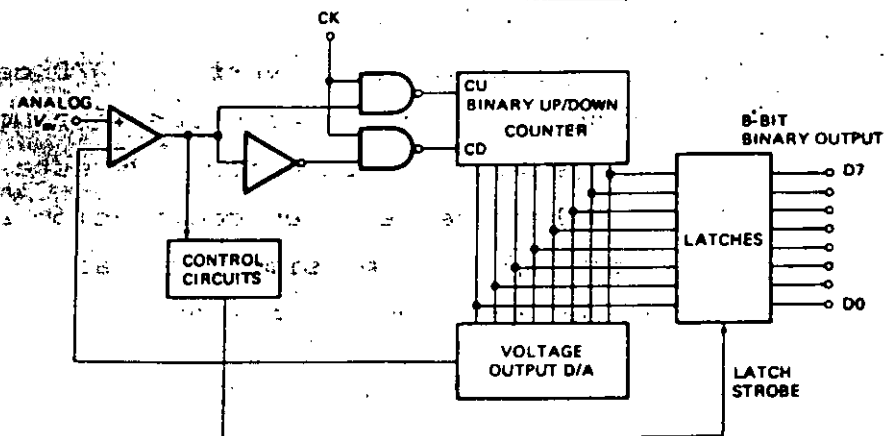 CK
ANALOG
CU
BINARY UP/DOWN
COUNTER
CD
8-BIT
BINARY OUTPUT
D7
+
−
CONTROL
CIRCUITS
LATCHES
D0
VOLTAGE
OUTPUT D/A
LATCH
STROBE